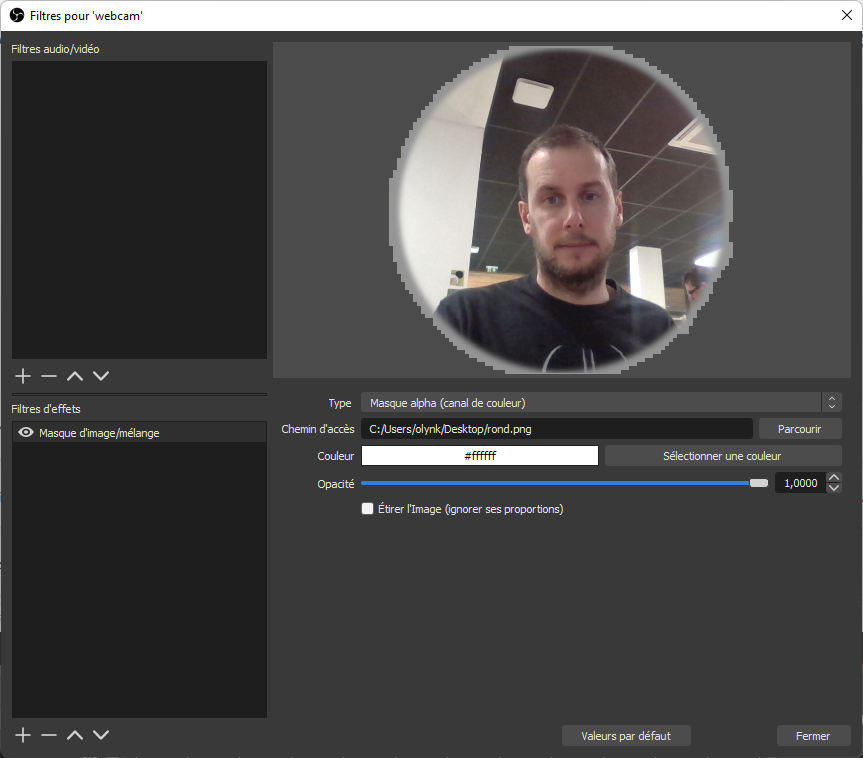 Filtres pour 'webcam'
Filtres audio/vidéo
Type
Masque alpha (canal de couleur)
Filtres d'effets
Chemin d'accès
C:/Users/olynk/Desktop/rond.png
Parcourir
Masque d'image/mélange
Couleur
#ffffff
Sélectionner une couleur
Opacité
1,0000
Étirer l'Image (ignorer ses proportions)
Valeurs par défaut
Fermer